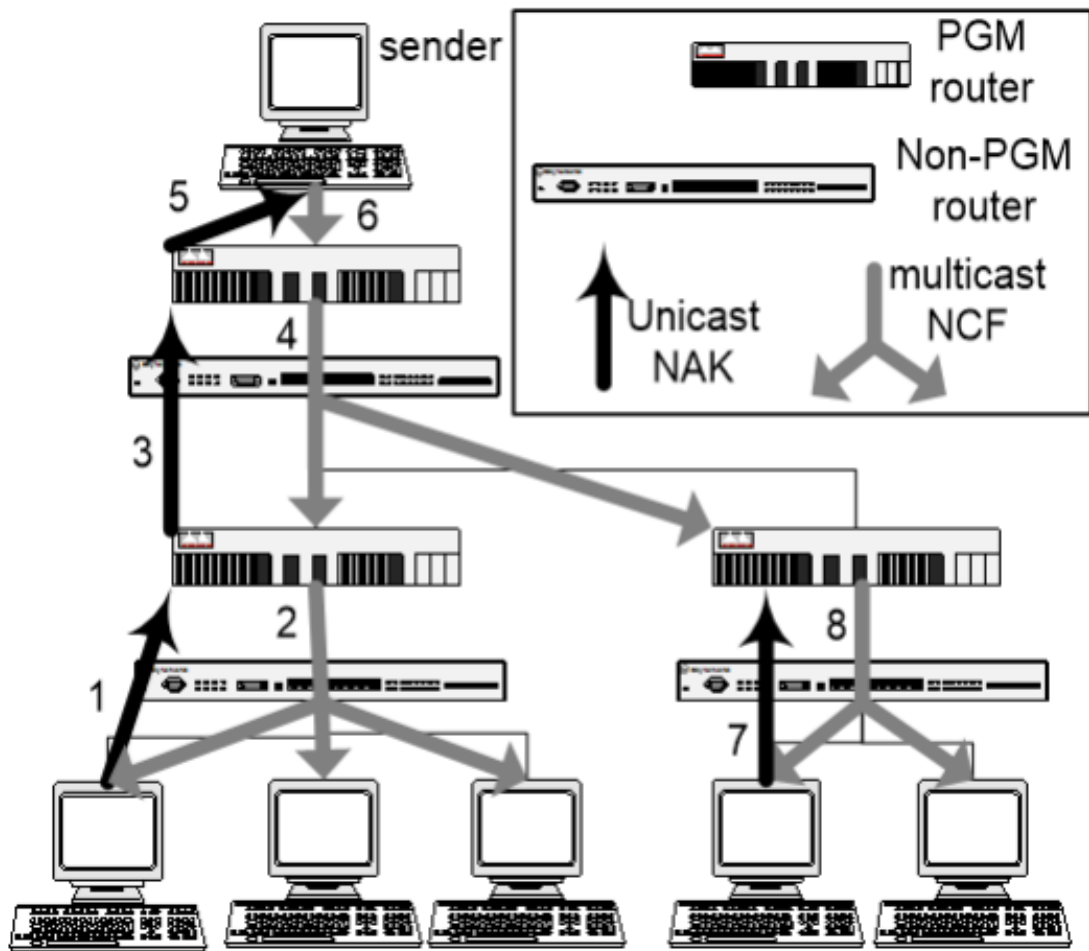 sender
PGM
router
Non-PGM
router
5
6
multicast
NCF
Unicast
NAK
4
3
2
8
1
7